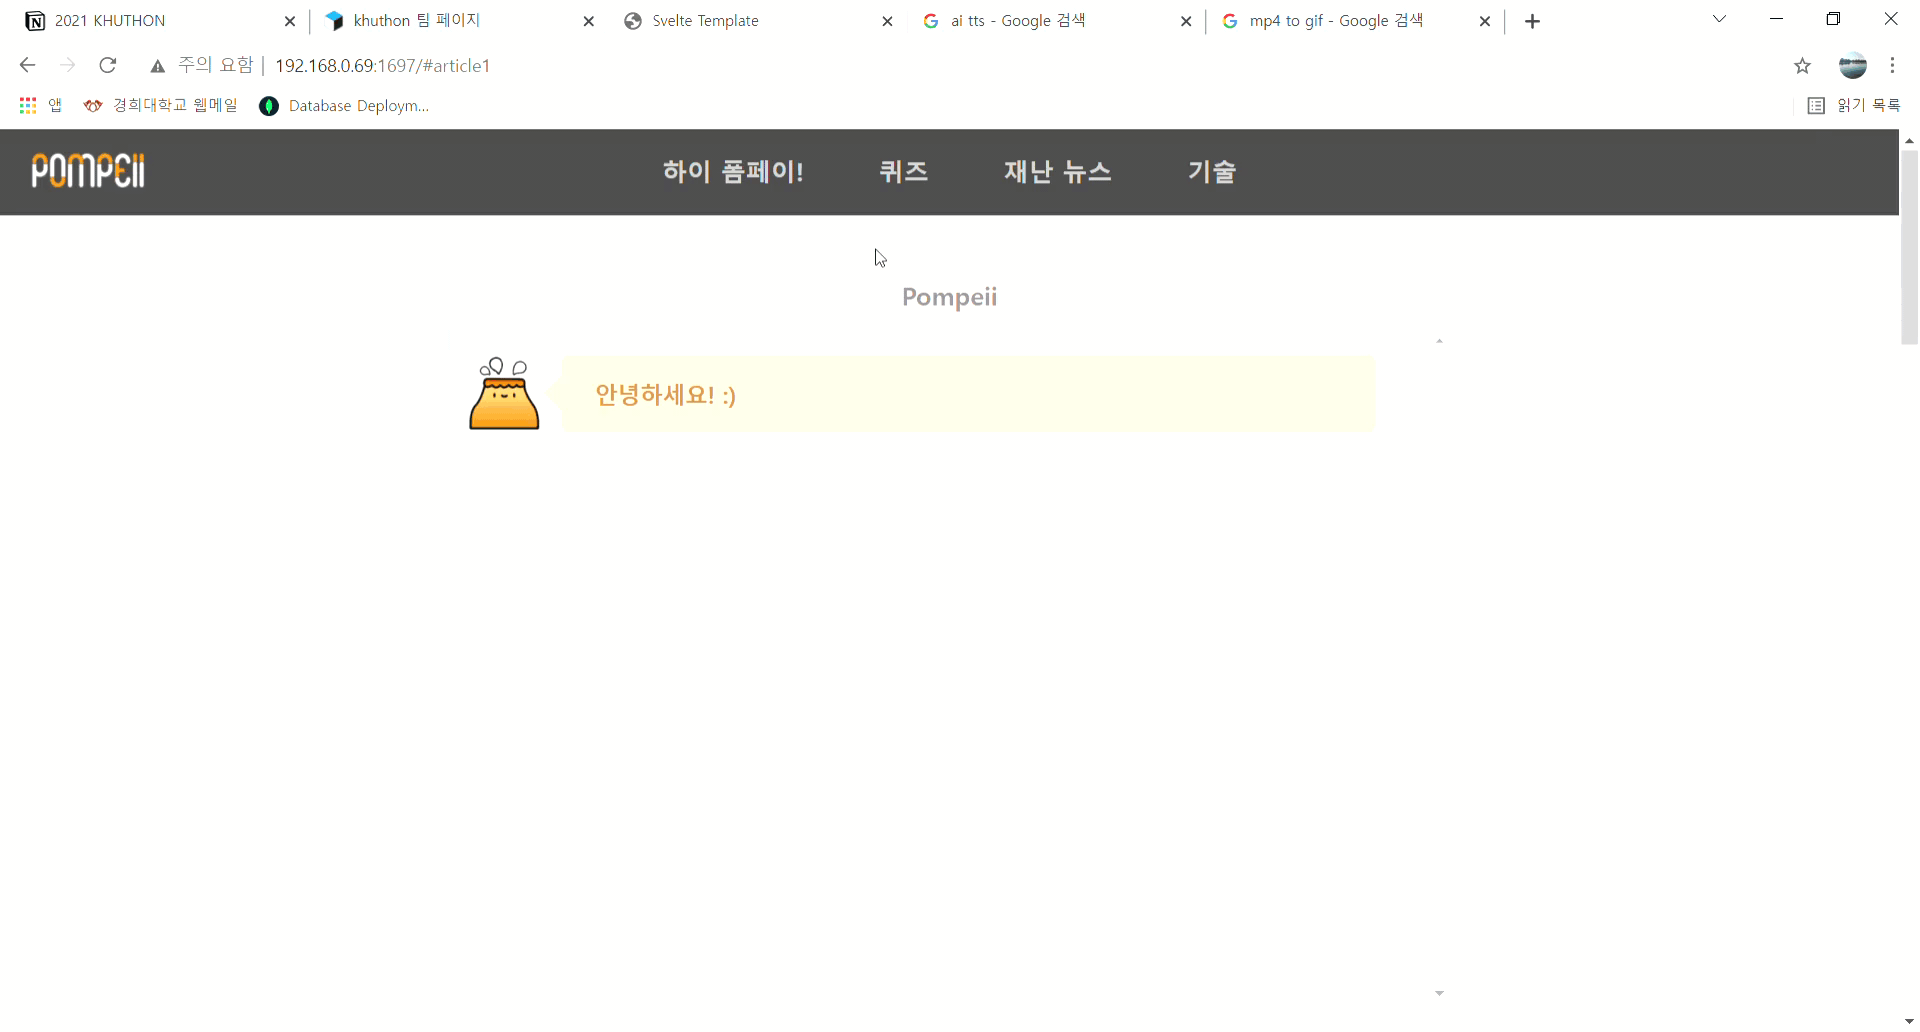 2021 KHUTHON
khuthon 팀 페이지
Svelte Template
ai tts - Google 검색
mp4 to gif - Google 검색
주의 요함 | 192.168.0.69:1697/#article1
앱
경희대학교 웹메일
Database Deploym...
읽기 목록
POMPEII
하이 폼페이!
퀴즈
재난 뉴스
기술
Pompeii
안녕하세요! :)